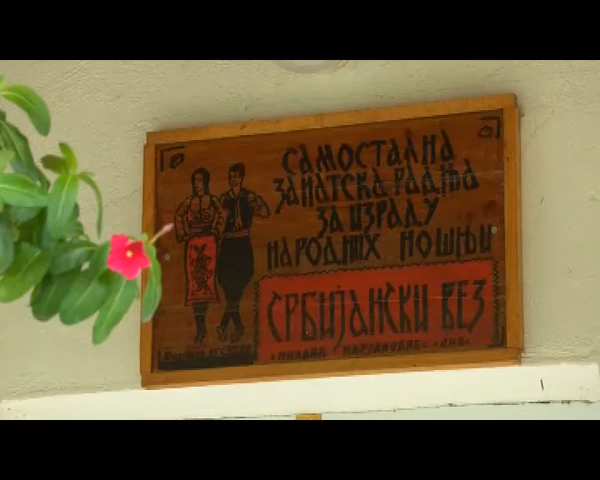 САМОСТАЛНА
ЗАНАТСКА РАДЊА
ЗА ИЗРАДУ
НАРОДНИХ НОШЊИ
СРБИЈАНСКИ ВЕЗ